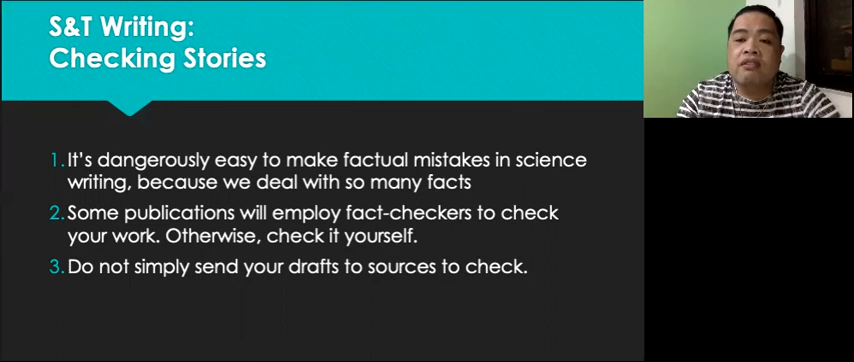 S&T Writing:
Checking Stories
1. It's dangerously easy to make factual mistakes in science
writing, because we deal with so many facts
2. Some publications will employ fact-checkers to check
your work. Otherwise, check it yourself.
3. Do not simply send your drafts to sources to check.